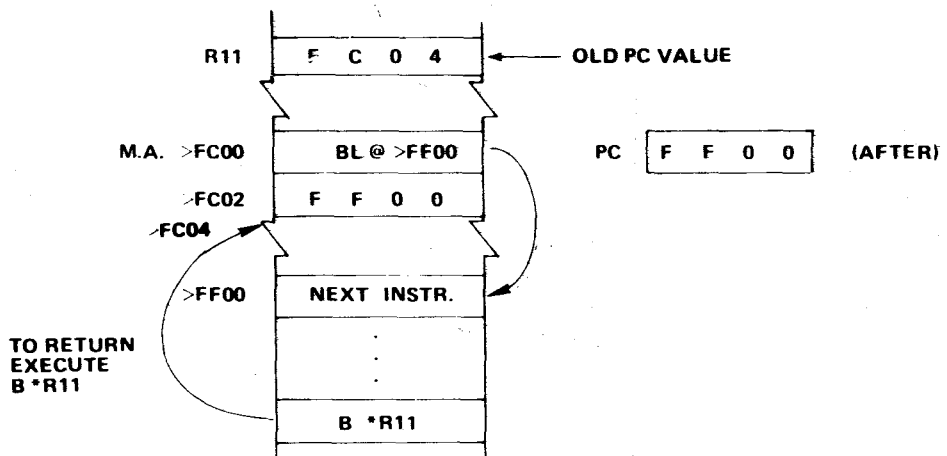 R11 F C 0 4 OLD PC VALUE
M.A. >FC00 BL @ >FF00 PC F F 0 0 (AFTER)
>FC02 F F 0 0
>FC04
>FF00 NEXT INSTR.
TO RETURN
EXECUTE
B *R11
B *R11